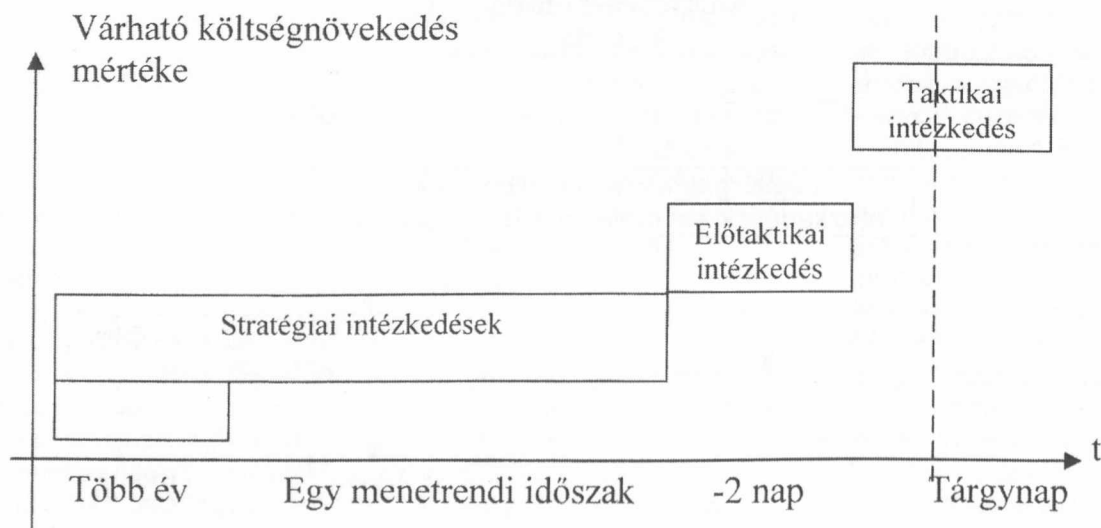 Várható költségnövekedés
mértéke
Taktikai
intézkedés
Előtaktikai
intézkedés
Stratégiai intézkedések
t
Több év
Egy menetrendi időszak
-2 nap
Tárgynap